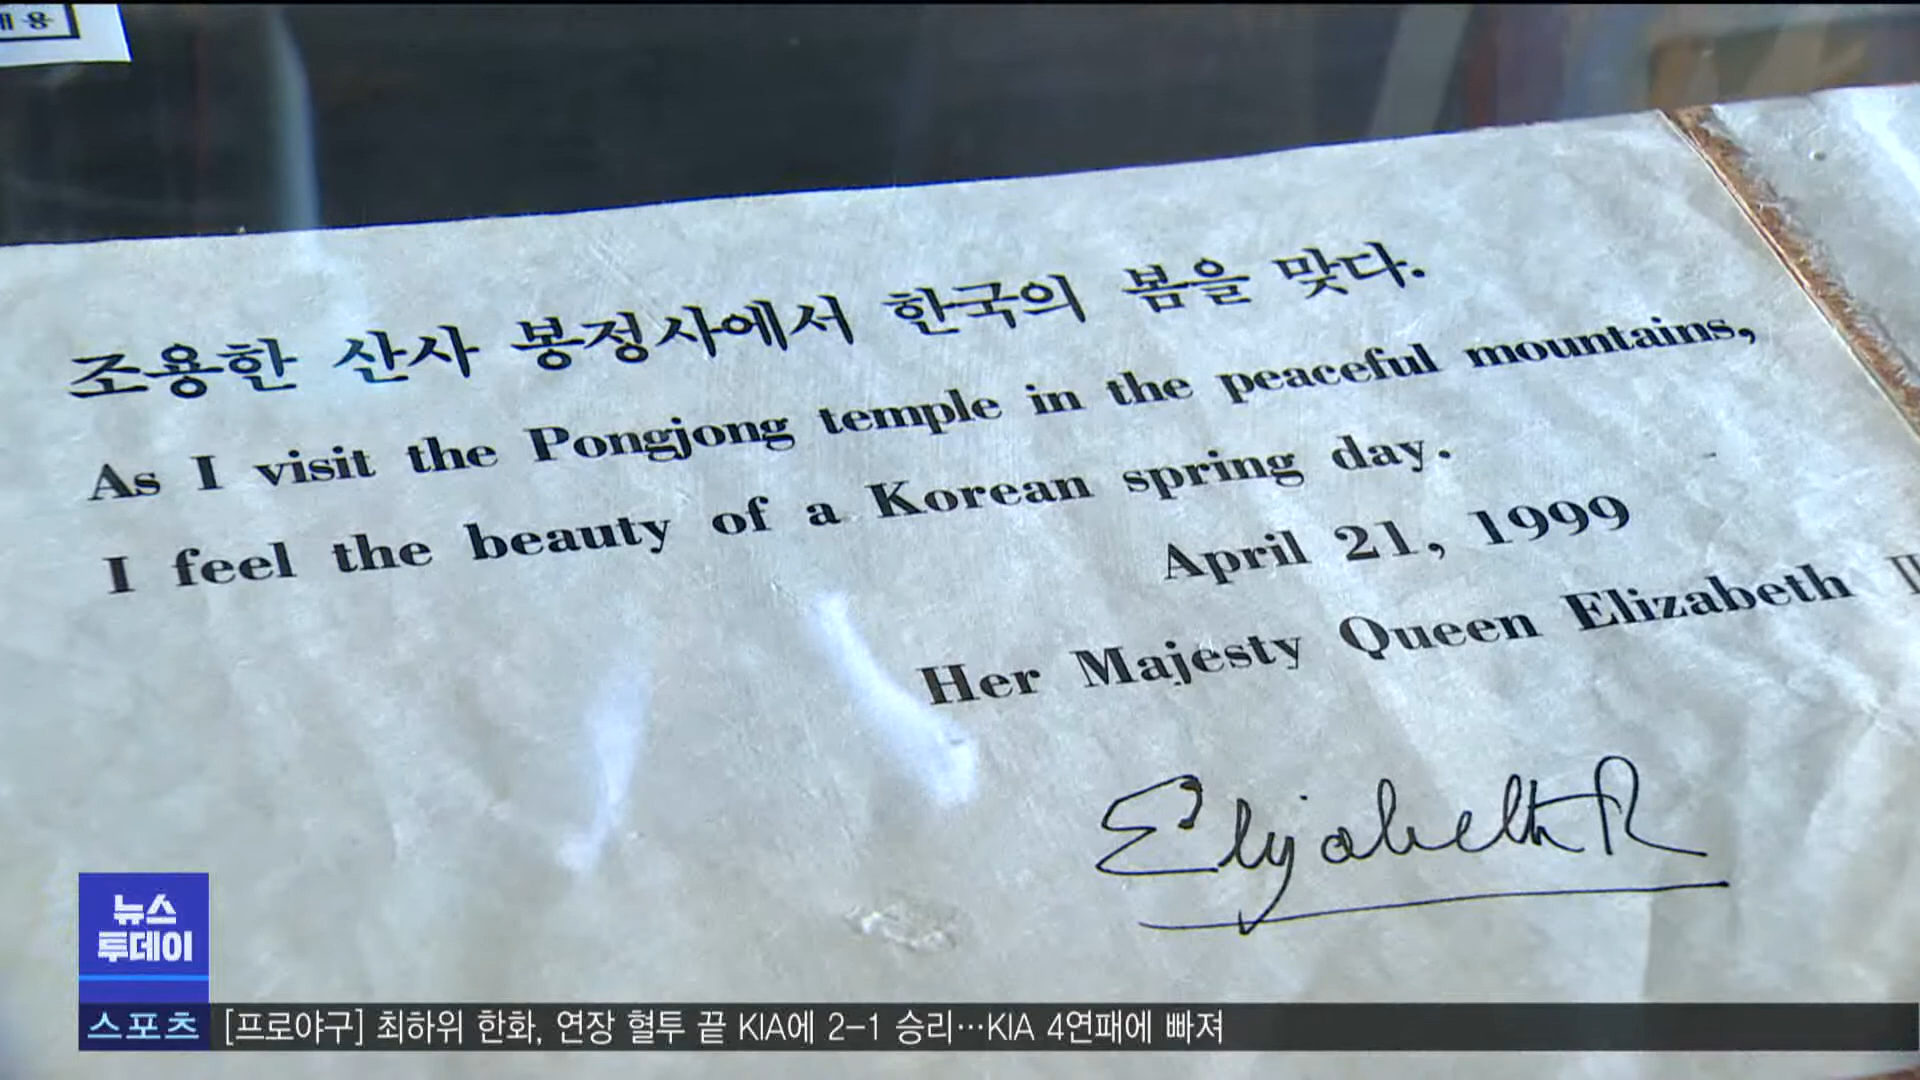 조용한 산사 봉정사에서 한국의 봄을 맞다.
As I visit the Pongjong temple in the peaceful mountains,
I feel the beauty of a Korean spring day.
April 21, 1999
Her Majesty Queen Elizabeth II
Elizabeth R
뉴스
투데이
스포츠 [프로야구] 최하위 한화, 연장 혈투 끝 KIA에 2-1 승리…KIA 4연패에 빠져